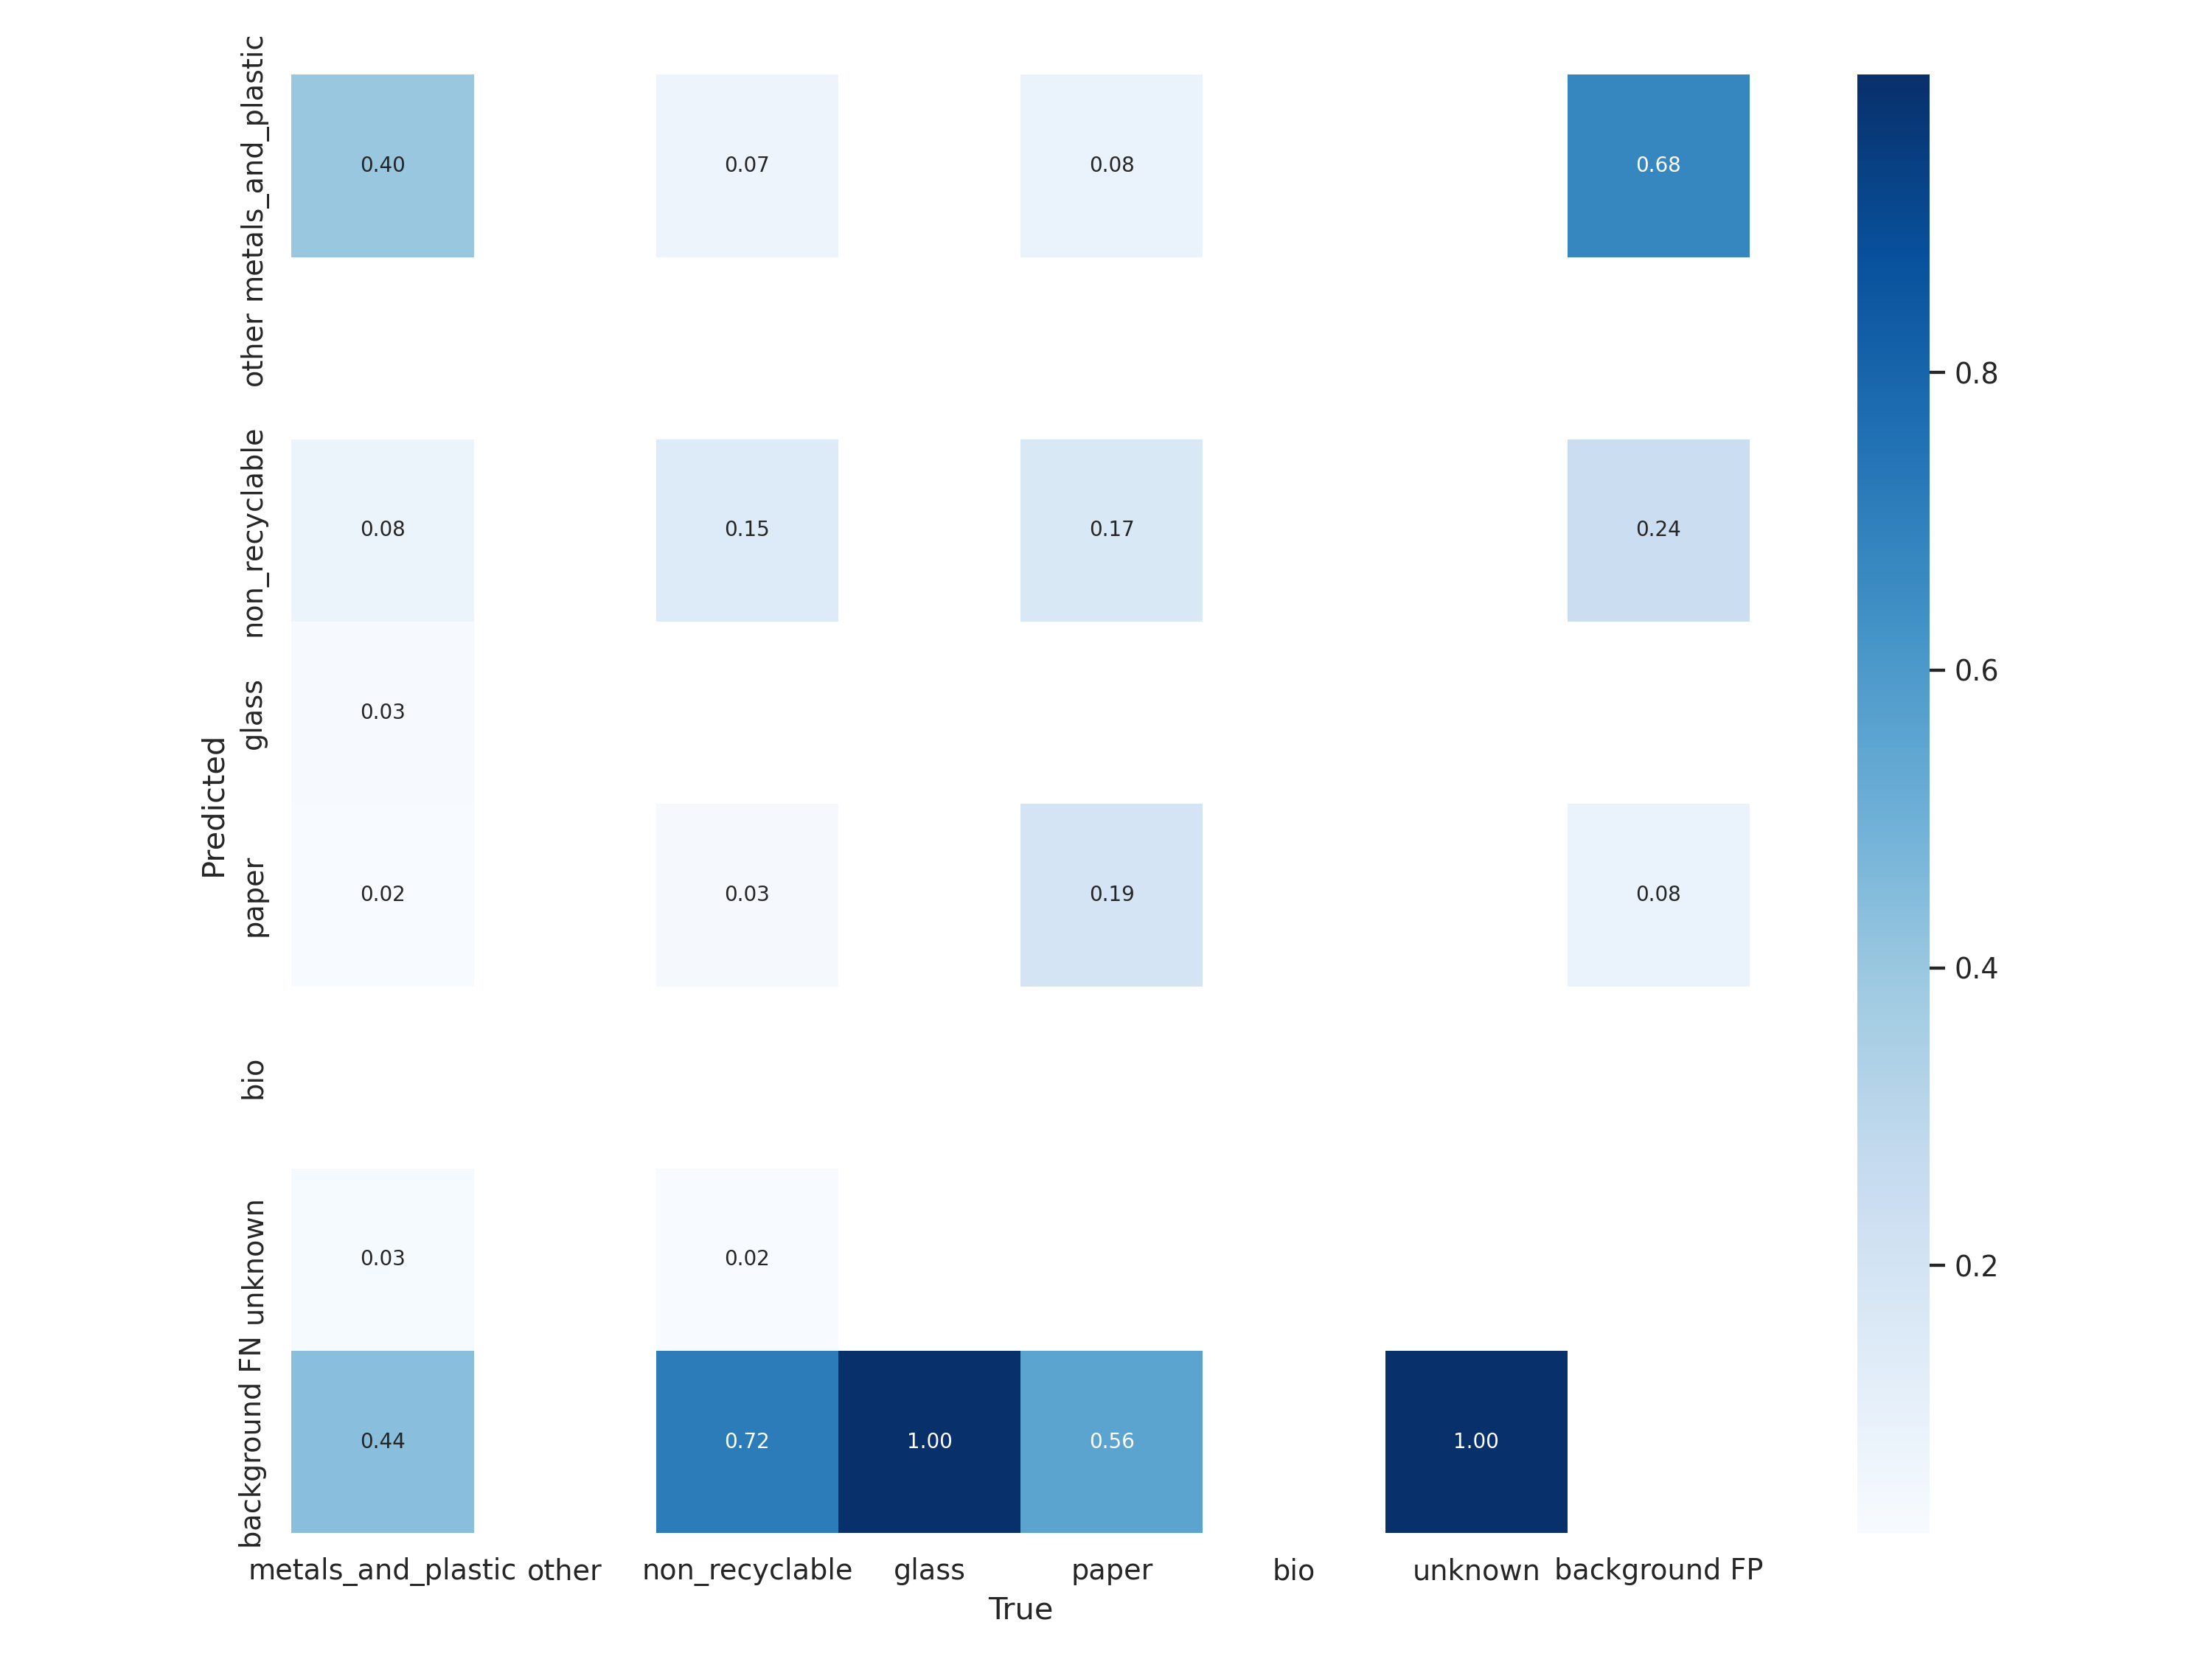 metals_and_plastic
0.40 0.07 0.08 0.68
other
0.8
non_recyclable
0.08 0.15 0.17 0.24
0.6
glass
0.03
Predicted
paper
0.02 0.03 0.19 0.08
0.4
bio
unknown
0.03 0.02
0.2
background FN
0.44 0.72 1.00 0.56 1.00
metals_and_plastic other non_recyclable glass paper bio unknown background FP
True